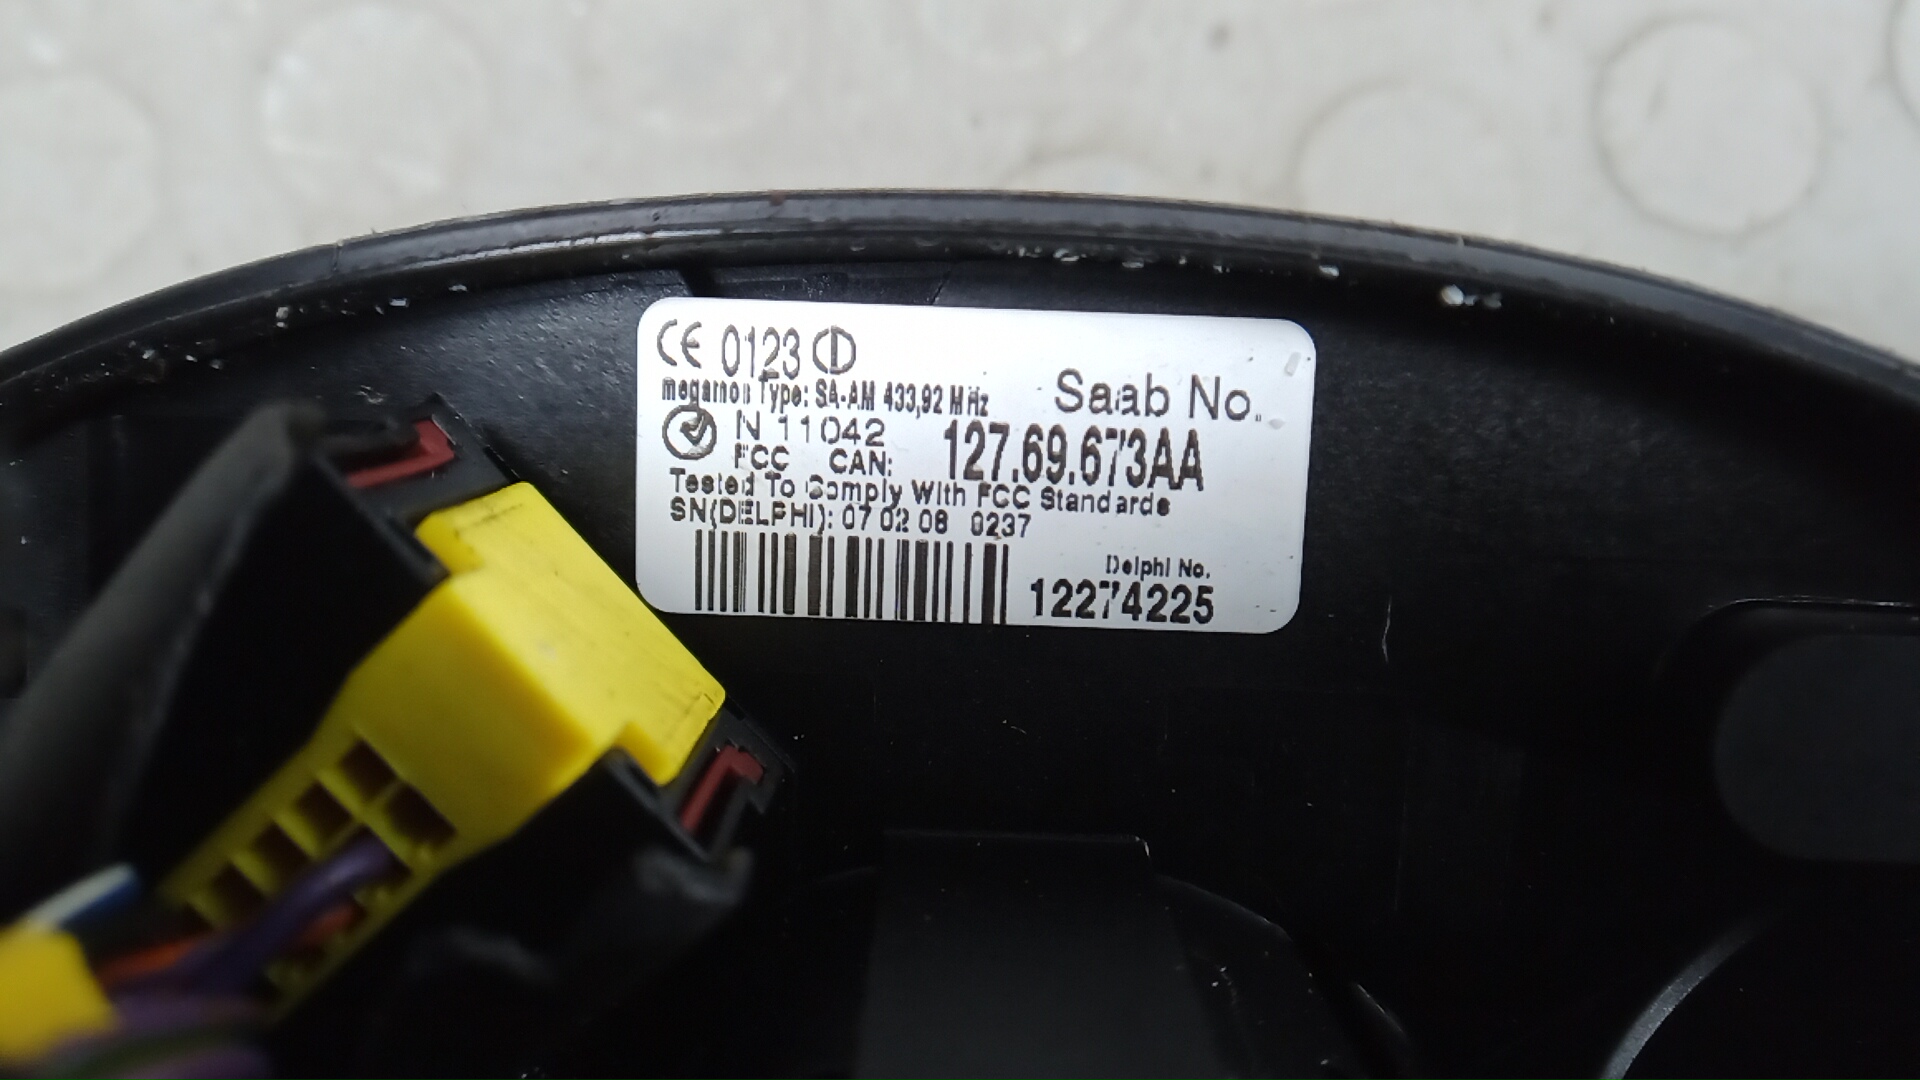 CE 0123
megamos Type: SA-AM 433,92 MHz
Saab No.
N 11042
127.69.673AA
FCC CAN:
Tested To Comply With FCC Standards
SN(DELPHI): 07 02 08 0237
Delphi No.
12274225